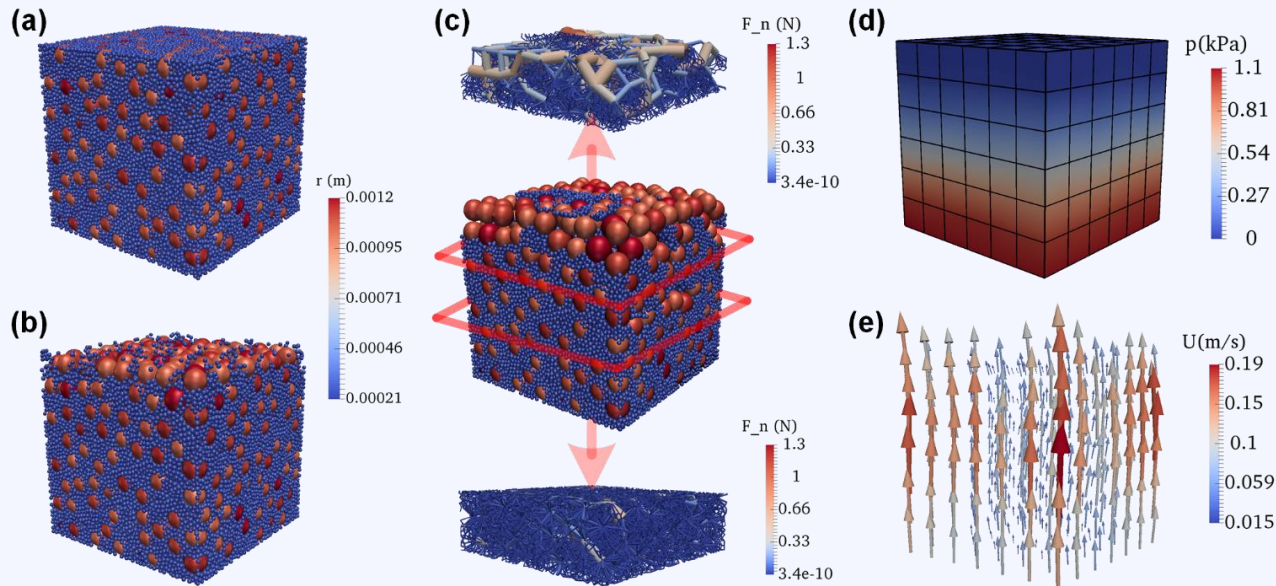 (a)
r (m)
0.0012
0.00095
0.00071
0.00046
0.00021
(b)
(c)
F_n (N)
1.3
1
0.66
0.33
3.4e-10
F_n (N)
1.3
1
0.66
0.33
3.4e-10
(d)
p(kPa)
1.1
0.81
0.54
0.27
0
(e)
U(m/s)
0.19
0.15
0.1
0.059
0.015